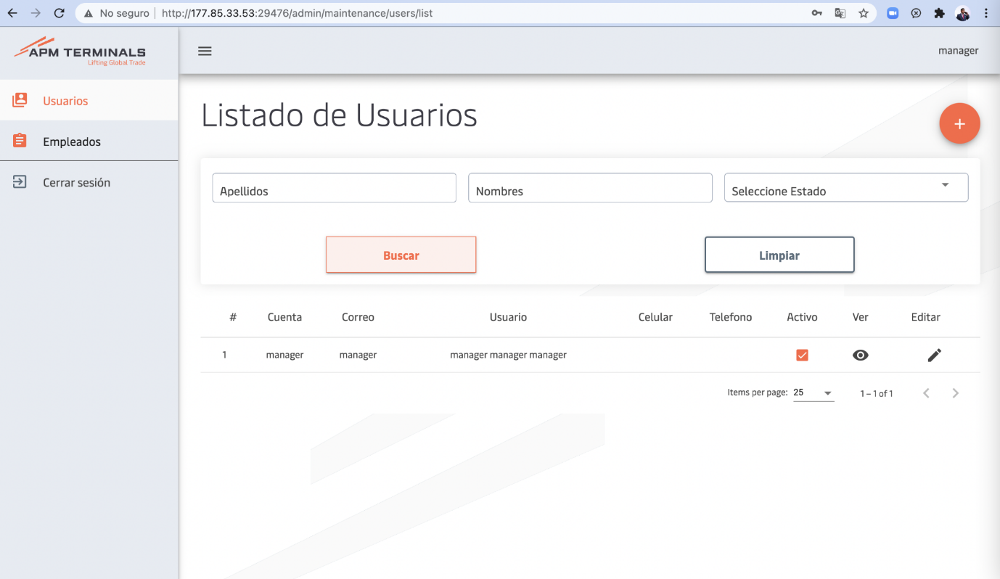 No seguro http://177.85.33.53:29476/admin/maintenance/users/list
APM TERMINALS
Lifting Global Trade
manager
Usuarios
Empleados
Cerrar sesión
Listado de Usuarios
+
Apellidos Nombres Seleccione Estado
Buscar Limpiar
# Cuenta Correo Usuario Celular Telefono Activo Ver Editar
1 manager manager manager manager manager
Items per page: 25 1 – 1 of 1